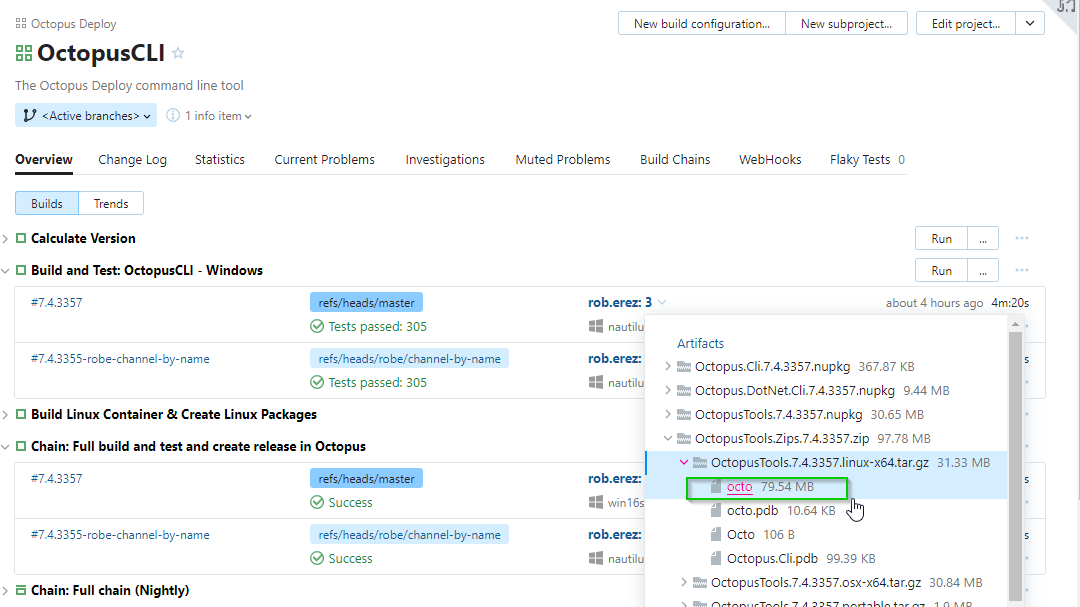 Octopus Deploy
New build configuration... New subproject... Edit project...
OctopusCLI
The Octopus Deploy command line tool
<Active branches> 1 info item
Overview Change Log Statistics Current Problems Investigations Muted Problems Build Chains WebHooks Flaky Tests 0
Builds Trends
Calculate Version Run ...
Build and Test: OctopusCLI - Windows Run ...
#7.4.3357 refs/heads/master rob.erez: 3 about 4 hours ago 4m:20s
Tests passed: 305 nautilu
#7.4.3355-robe-channel-by-name refs/heads/robe/channel-by-name rob.erez:
Tests passed: 305 nautilu
Build Linux Container & Create Linux Packages
Chain: Full build and test and create release in Octopus
#7.4.3357 refs/heads/master rob.erez:
Success win16s
#7.4.3355-robe-channel-by-name refs/heads/robe/channel-by-name rob.erez:
Success nautilu
Chain: Full chain (Nightly)
Artifacts
Octopus.Cli.7.4.3357.nupkg 367.87 KB
Octopus.DotNet.Cli.7.4.3357.nupkg 9.44 MB
OctopusTools.7.4.3357.nupkg 30.65 MB
OctopusTools.Zips.7.4.3357.zip 97.78 MB
OctopusTools.7.4.3357.linux-x64.tar.gz 31.33 MB
octo 79.54 MB
octo.pdb 10.64 KB
Octo 106 B
Octopus.Cli.pdb 99.39 KB
OctopusTools.7.4.3357.osx-x64.tar.gz 30.84 MB
OctopusTools.7.4.3357.portable.tar.gz 1.9 MB